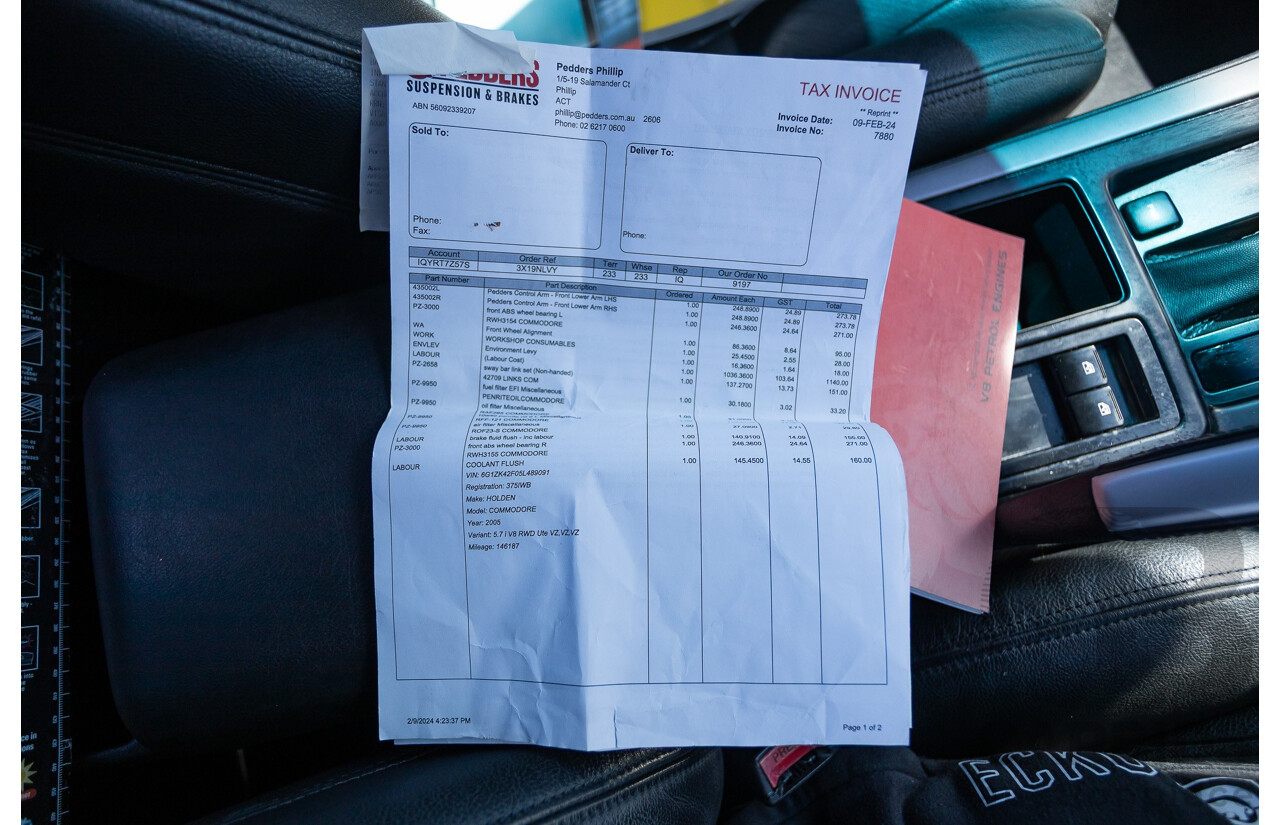 PEDDERS
SUSPENSION & BRAKES
ABN 56092339207
Pedders Phillip
1/5-19 Salamander Ct
Phillip
ACT
phillip@pedders.com.au 2606
Phone: 02 6217 0600
TAX INVOICE
** Reprint **
Invoice Date: 09-FEB-24
Invoice No: 7880
Sold To:
Phone:
Fax:
Deliver To:
Phone:
Account Order Ref Terr Whse Rep Our Order No
IQYRT7Z57S 3X19NLVY 233 233 IQ 9197
Part Number Part Description Ordered Amount Each GST Total
435002L Pedders Control Arm - Front Lower Arm LHS 1.00 248.8900 24.89 273.78
435002R Pedders Control Arm - Front Lower Arm RHS 1.00 248.8900 24.89 273.78
PZ-3000 front ABS wheel bearing L 1.00 246.3600 24.64 271.00
RWH3154 COMMODORE
WA Front Wheel Alignment 1.00 86.3600 8.64 95.00
WORK WORKSHOP CONSUMABLES 1.00 25.4500 2.55 28.00
ENVLEV Environment Levy 1.00 16.3600 1.64 18.00
LABOUR (Labour Cost) 1.00 1036.3600 103.64 1140.00
PZ-2658 sway bar link set (Non-handed) 1.00 137.2700 13.73 151.00
42709 LINKS COM
PZ-9950 fuel filter EFI Miscellaneous 1.00 30.1800 3.02 33.20
PENRITEOILCOMMODORE
PZ-9950 oil filter Miscellaneous
PZ-9950 air filter Miscellaneous 1.00
ROF23-S COMMODORE
LABOUR brake fluid flush - inc labour 1.00 140.9100 14.09 155.00
PZ-3000 front abs wheel bearing R 1.00 246.3600 24.64 271.00
RWH3155 COMMODORE
LABOUR COOLANT FLUSH 1.00 145.4500 14.55 160.00
VIN: 6G1ZK42F05L489091
Registration: 375IWB
Make: HOLDEN
Model: COMMODORE
Year: 2005
Variant: 5.7 l V8 RWD Ute VZ,VZ,VZ
Mileage: 146187
2/9/2024 4:23:37 PM
Page 1 of 2
V8 PETROL ENGINES
ECKO